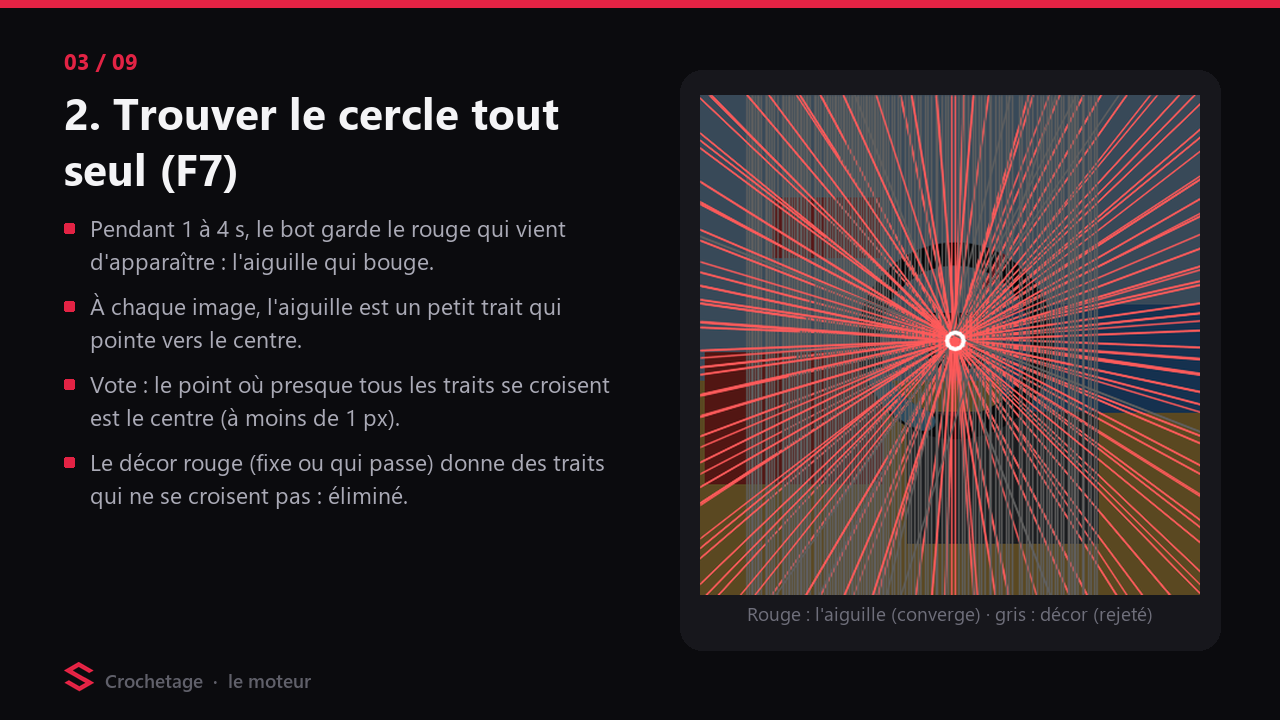 03 / 09
2. Trouver le cercle tout
seul (F7)
Pendant 1 à 4 s, le bot garde le rouge qui vient
d'apparaître : l'aiguille qui bouge.
À chaque image, l'aiguille est un petit trait qui
pointe vers le centre.
Vote : le point où presque tous les traits se croisent
est le centre (à moins de 1 px).
Le décor rouge (fixe ou qui passe) donne des traits
qui ne se croisent pas : éliminé.
Rouge : l'aiguille (converge) · gris : décor (rejeté)
Crochetage · le moteur